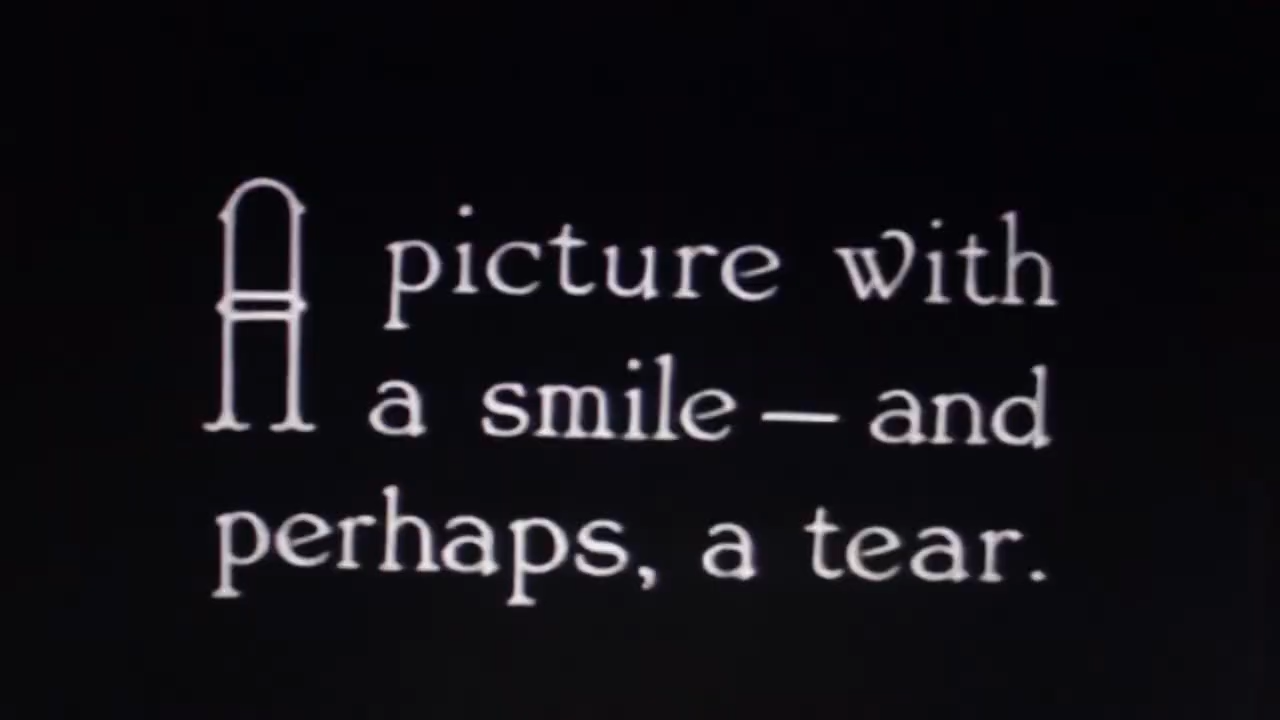 A picture with
a smile — and
perhaps, a tear.